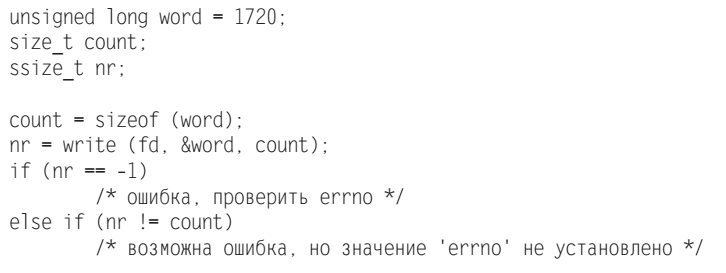 unsigned long word = 1720;
size_t count;
ssize_t nr;

count = sizeof (word);
nr = write (fd, &word, count);
if (nr == -1)
        /* ошибка, проверить errno */
else if (nr != count)
        /* возможна ошибка, но значение 'errno' не установлено */